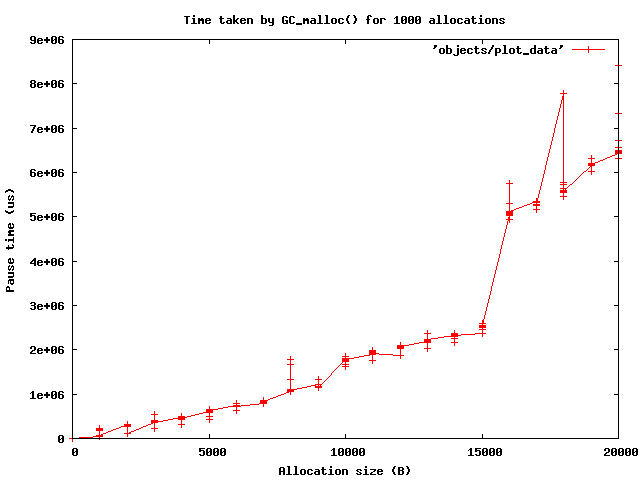 Time taken by GC_malloc() for 1000 allocations
9e+06
'objects/plot_data'
8e+06
7e+06
6e+06
5e+06
4e+06
3e+06
2e+06
1e+06
0
Pause time (us)
0 5000 10000 15000 20000
Allocation size (B)